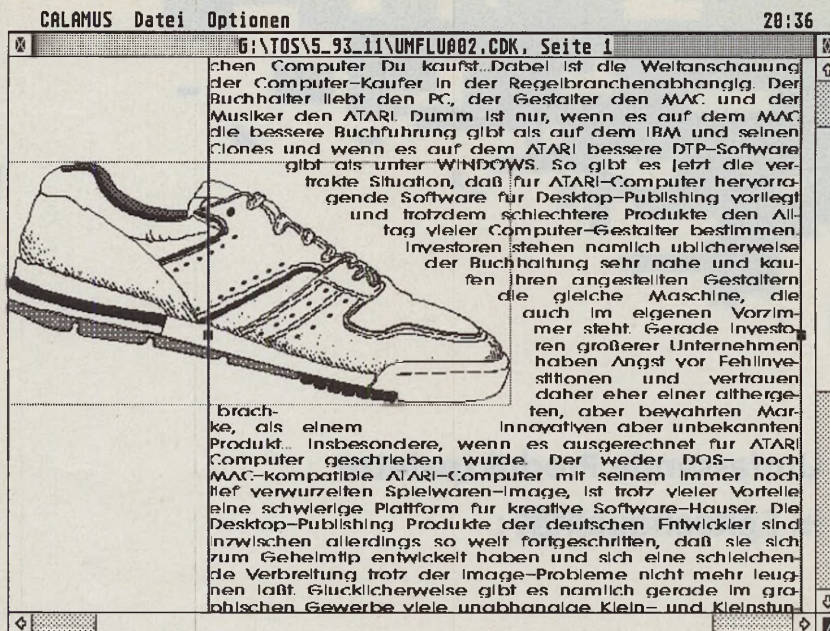 CALAMUS Datei Optionen 20:36
G:\TOS\5_93_11\UMFLUA02.CDK, Seite 1
chen Computer Du kaufst...Dabei ist die Weltanschauung
der Computer-Kaufer in der Regelbranchenabhangig. Der
Buchhalter liebt den PC, der Gestalter den MAC und der
Musiker den ATARI. Dumm ist nur, wenn es auf dem MAC
die bessere Buchfuhrung gibt als auf dem IBM und seinen
Clones und wenn es auf dem ATARI bessere DTP-Software
gibt als unter WINDOWS. So gibt es jetzt die ver-
trakte Situation, daß fur ATARI-Computer hervorra-
gende Software fur Desktop-Publishing vorliegt
und trotzdem schlechtere Produkte den All-
tag vieler Computer-Gestalter bestimmen.
Investoren stehen namlich ublicherweise
der Buchhaltung sehr nahe und kau-
fen ihren angestellten Gestaltern
die gleiche Maschine, die
auch im eigenen Vorzim-
mer steht. Gerade Investo-
ren großerer Unternehmen
haben Angst vor Fehlinve-
stitionen und vertrauen
daher eher einer altherge-
brach- ten, aber bewahrten Mar-
ke, als einem innovativen aber unbekannten
Produkt... Insbesondere, wenn es ausgerechnet fur ATARI
Computer geschrieben wurde. Der weder DOS- noch
MAC-kompatible ATARI-Computer mit seinem immer noch
tief verwurzelten Spielwaren-Image, ist trotz vieler Vorteile
eine schwierige Plattform fur kreative Software-Hauser. Die
Desktop-Publishing Produkte der deutschen Entwickler sind
inzwischen allerdings so weit fortgeschritten, daß sie sich
zum Geheimtip entwickelt haben und sich eine schleichen-
de Verbreitung trotz der Image-Probleme nicht mehr leug-
nen laßt. Glucklicherweise gibt es namlich gerade im gra-
phischen Gewerbe viele unabhangige Klein- und Kleinstun-